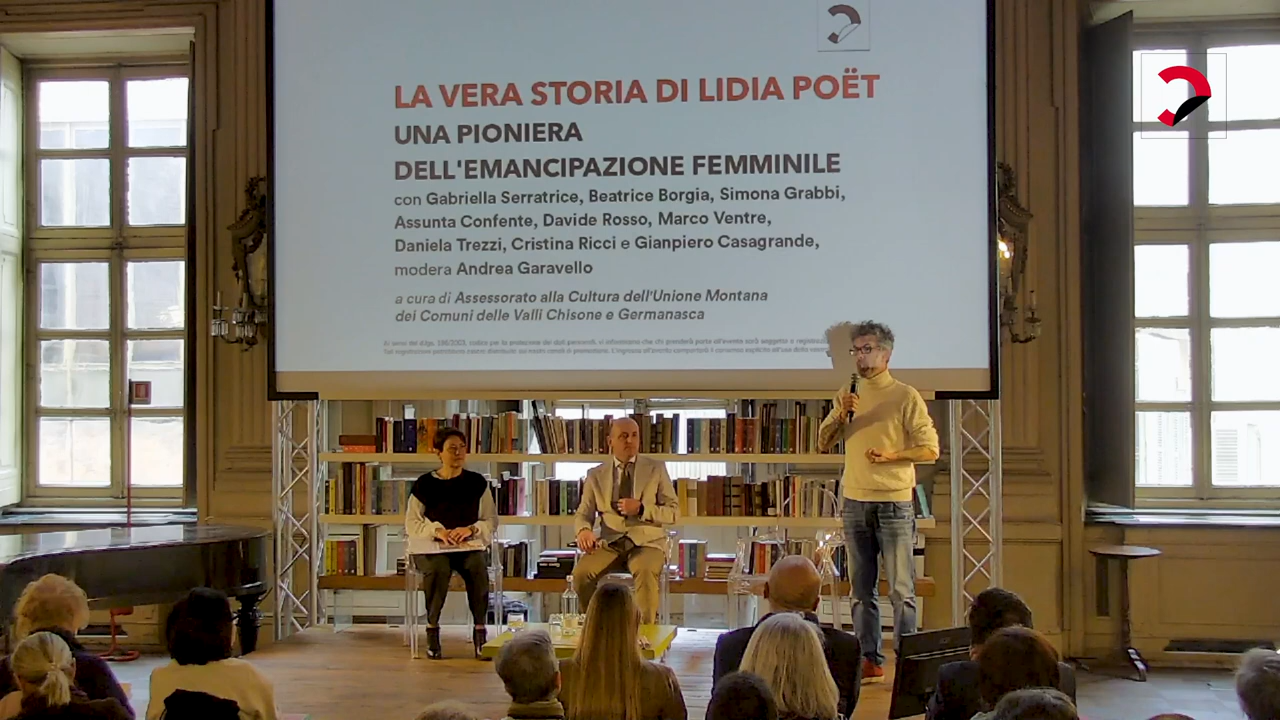 LA VERA STORIA DI LIDIA POËT
UNA PIONIERA
DELL'EMANCIPAZIONE FEMMINILE
con Gabriella Serratrice, Beatrice Borgia, Simona Grabbi,
Assunta Confente, Davide Rosso, Marco Ventre,
Daniela Trezzi, Cristina Ricci e Gianpiero Casagrande,
modera Andrea Garavello
a cura di Assessorato alla Cultura dell'Unione Montana
dei Comuni delle Valli Chisone e Germanasca